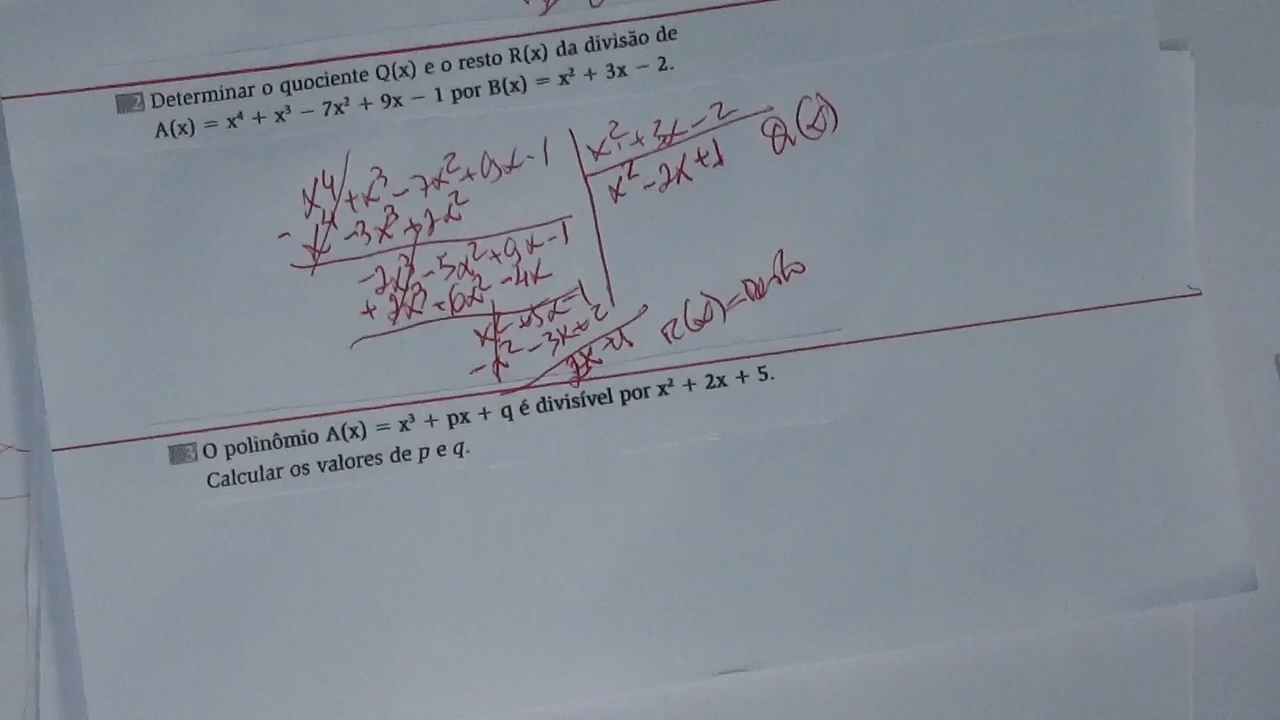 2 Determinar o quociente Q(x) e o resto R(x) da divisão de
A(x) = x⁴ + x³ − 7x² + 9x − 1 por B(x) = x² + 3x − 2.
x⁴ + x³ − 7x² + 9x − 1
x² + 3x − 2
Q(x)
− x⁴ − 3x³ + 2x²
x² − 2x + 1
− 2x³ − 5x² + 9x − 1
+ 2x³ + 6x² − 4x
x² + 5x − 1
− x² − 3x + 2
2x + 1
R(x) = resto
3 O polinômio A(x) = x³ + px + q é divisível por x² + 2x + 5.
Calcular os valores de p e q.